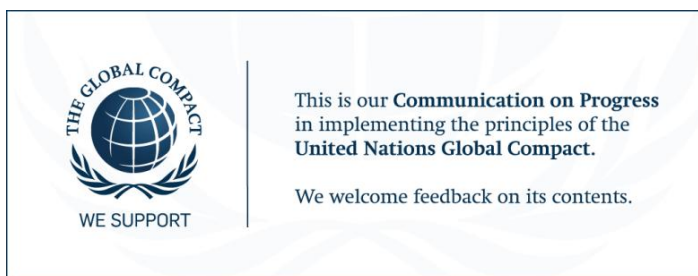 THE GLOBAL COMPACT
WE SUPPORT
This is our Communication on Progress
in implementing the principles of the
United Nations Global Compact.
We welcome feedback on its contents.